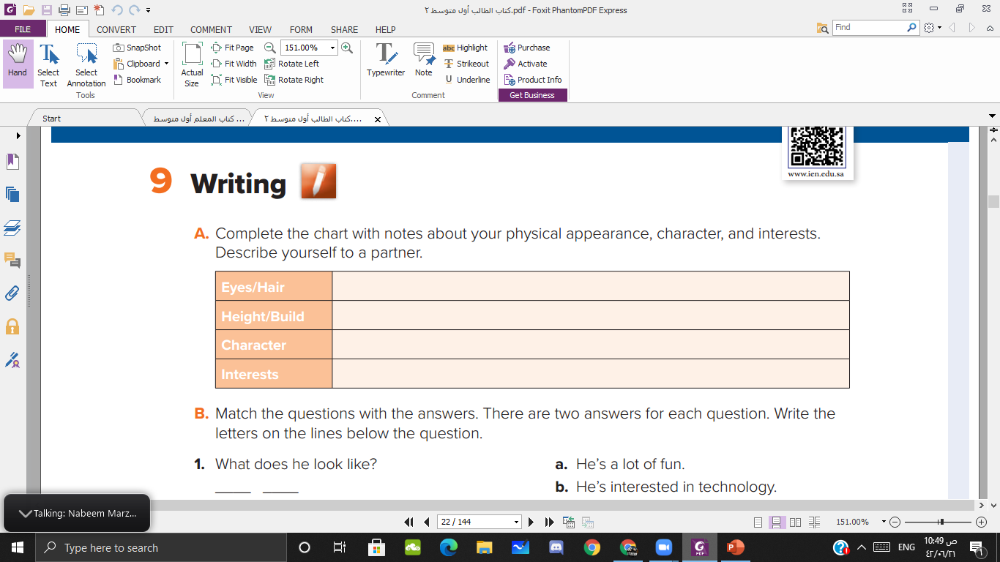 كتاب الطالب أول متوسط ٢.pdf - Foxit PhantomPDF Express
FILE HOME CONVERT EDIT COMMENT VIEW FORM SHARE HELP
Find
Hand
Select Text
Select Annotation
SnapShot
Clipboard
Bookmark
Tools
Actual Size
Fit Page
Fit Width
Fit Visible
151.00%
Rotate Left
Rotate Right
View
Typewriter
Note
abc Highlight
T Strikeout
U Underline
Comment
Purchase
Activate
Product Info
Get Business
Start
كتاب المعلم أول متوسط ...
كتاب الطالب أول متوسط ٢....
www.ien.edu.sa
9 Writing
A. Complete the chart with notes about your physical appearance, character, and interests.
Describe yourself to a partner.
Eyes/Hair
Height/Build
Character
Interests
B. Match the questions with the answers. There are two answers for each question. Write the
letters on the lines below the question.
1. What does he look like?
a. He's a lot of fun.
b. He's interested in technology.
Talking: Nabeem Marz...
22 / 144
151.00%
Type here to search
ENG
10:49 ص
٤٢/٠٦/٢١
1